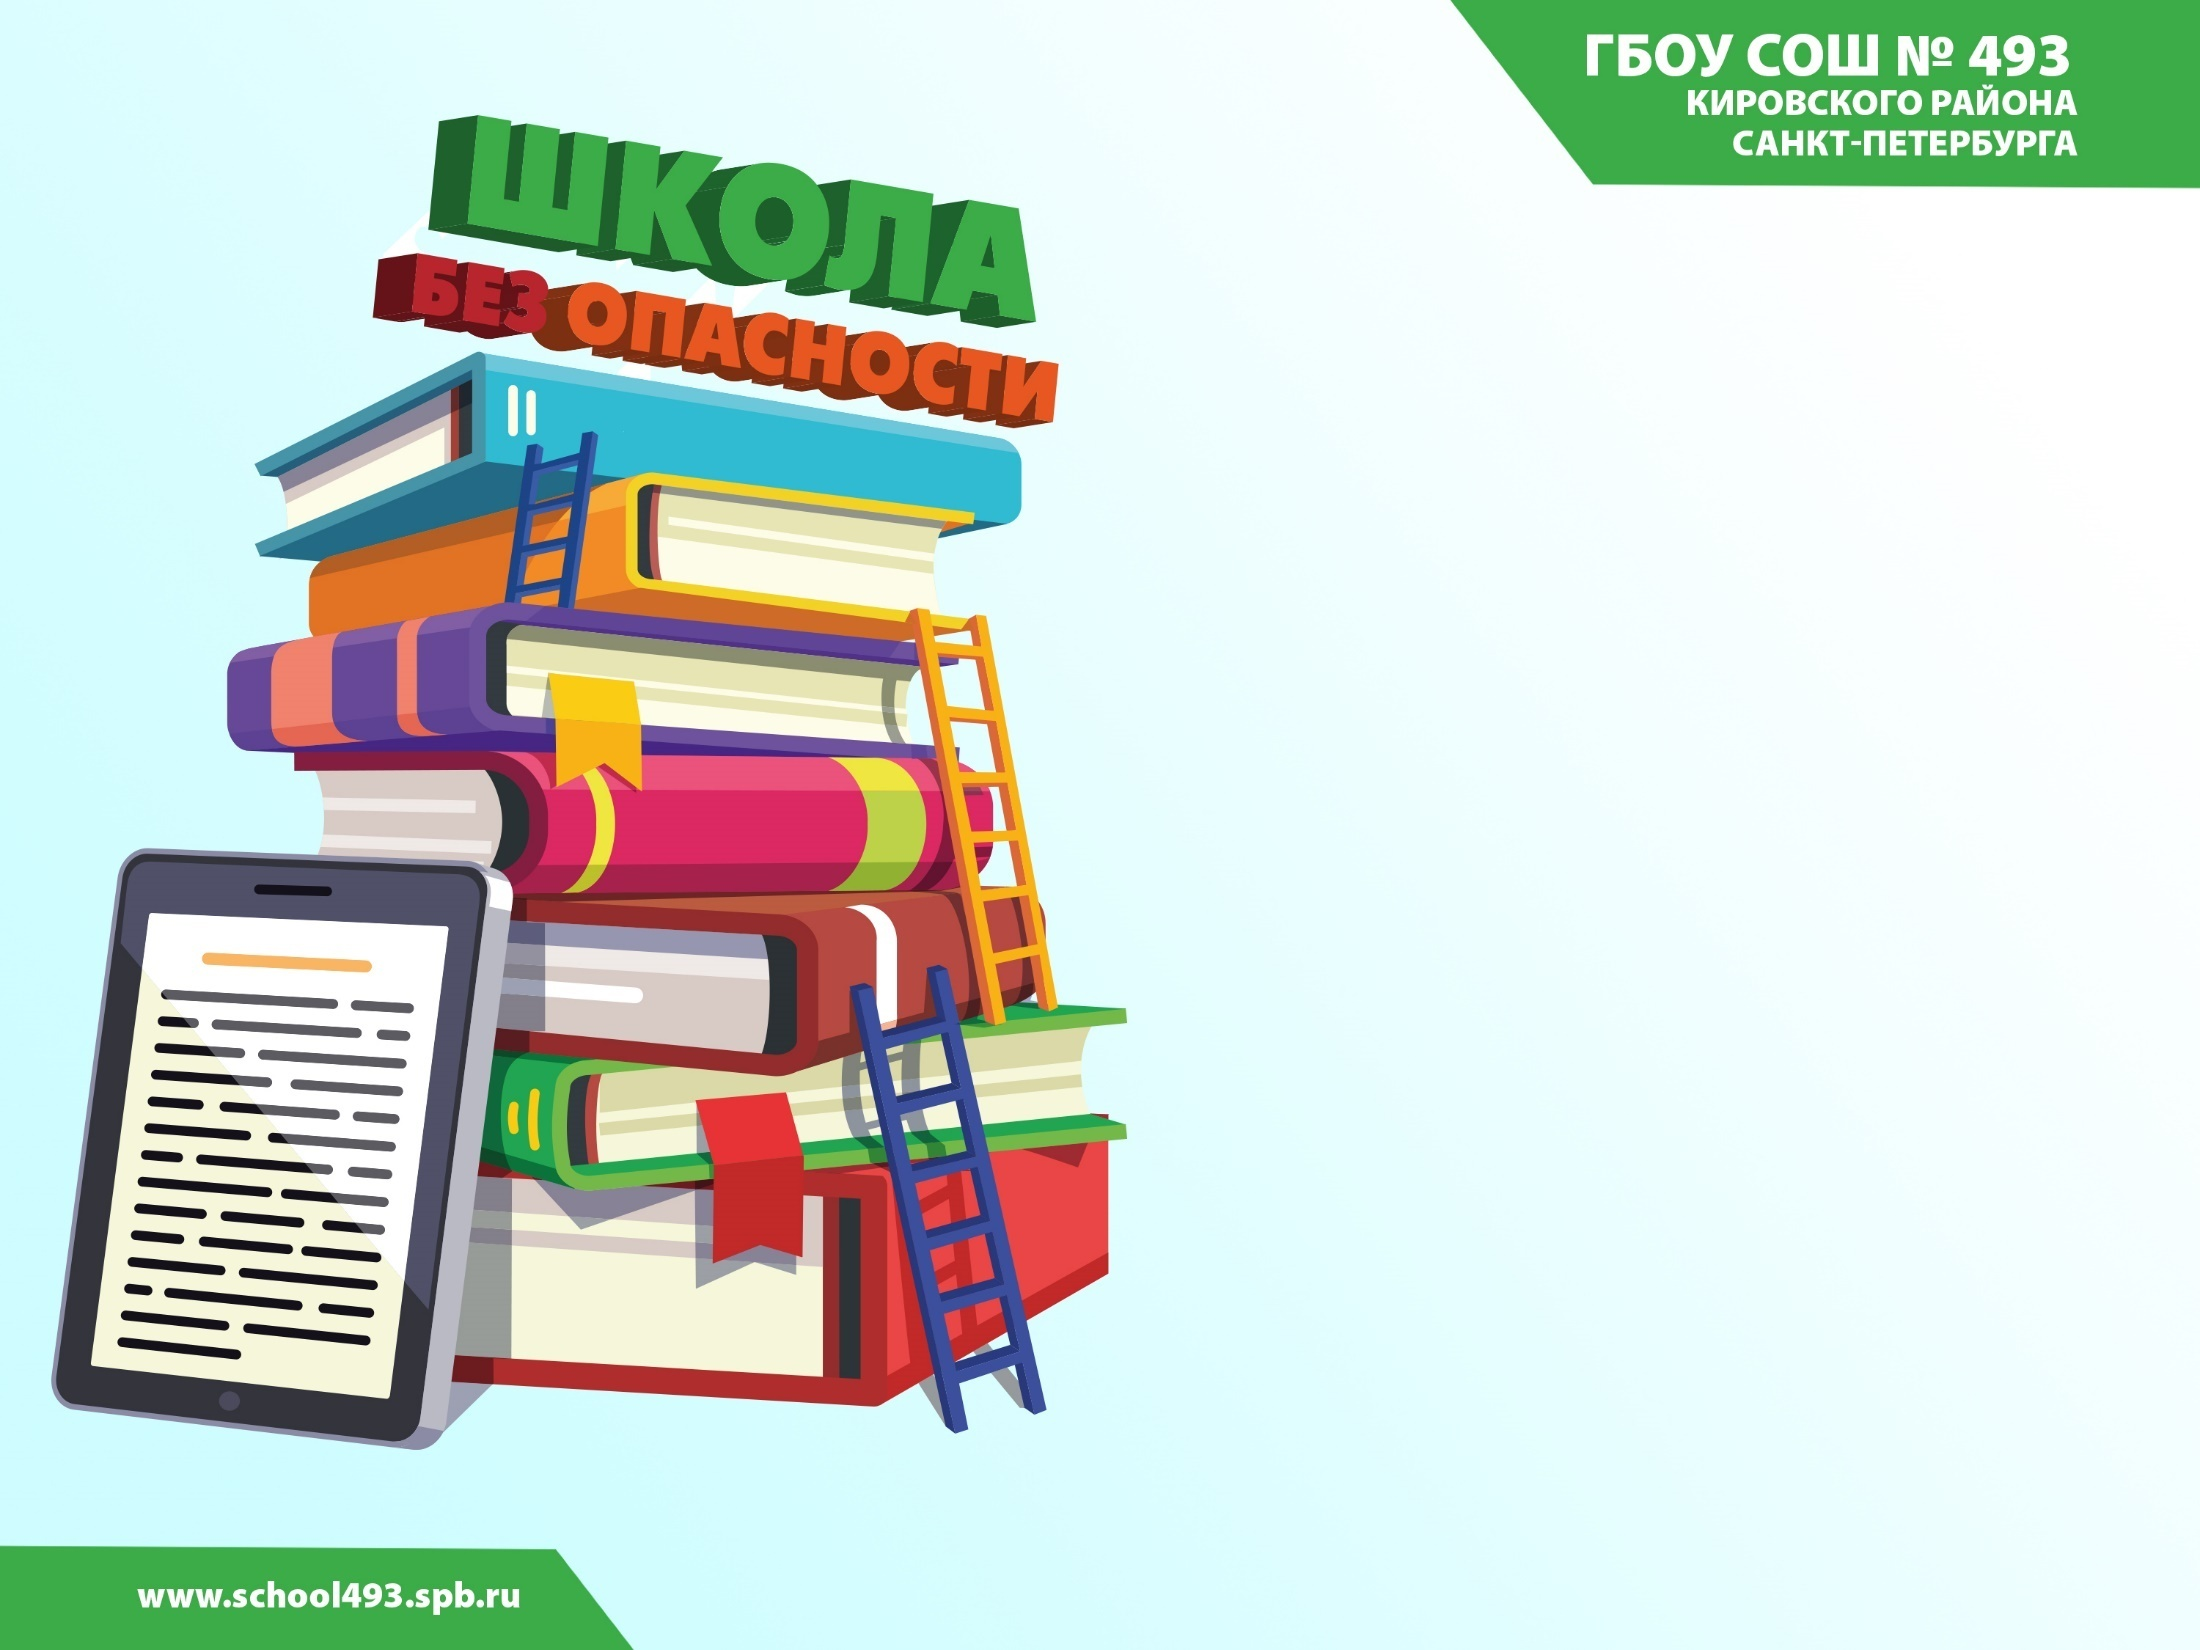 ГБОУ СОШ № 493
КИРОВСКОГО РАЙОНА
САНКТ-ПЕТЕРБУРГА
ШКОЛА
БЕЗ ОПАСНОСТИ
www.school493.spb.ru